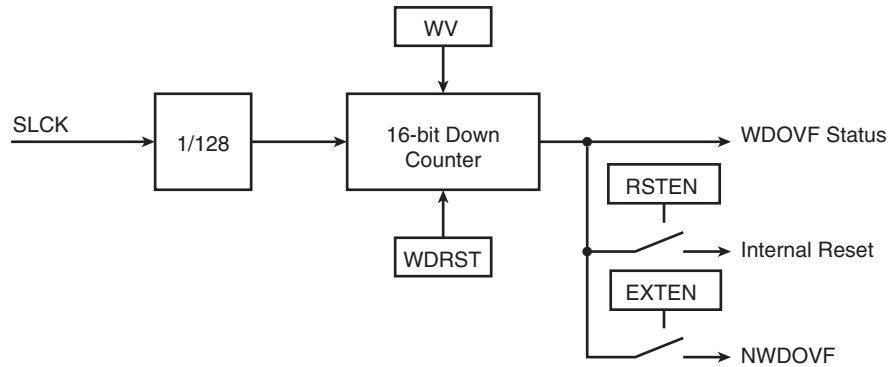 WV
SLCK
1/128
16-bit Down
Counter
WDOVF Status
RSTEN
WDRST
Internal Reset
EXTEN
NWDOVF